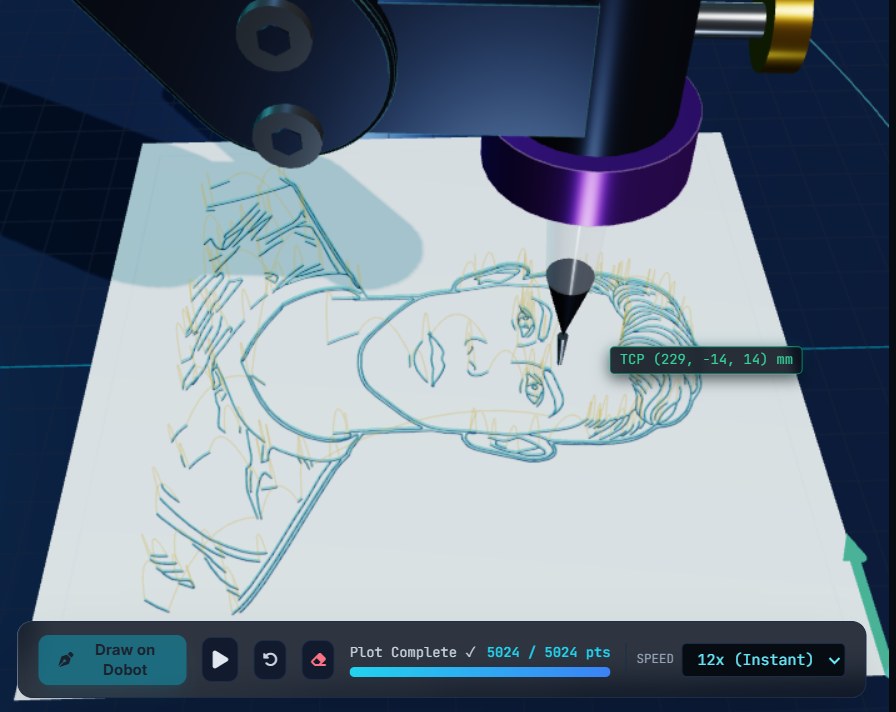 TCP (229, -14, 14) mm
Draw on
Dobot
Plot Complete ✓ 5024 / 5024 pts
SPEED
12x (Instant)